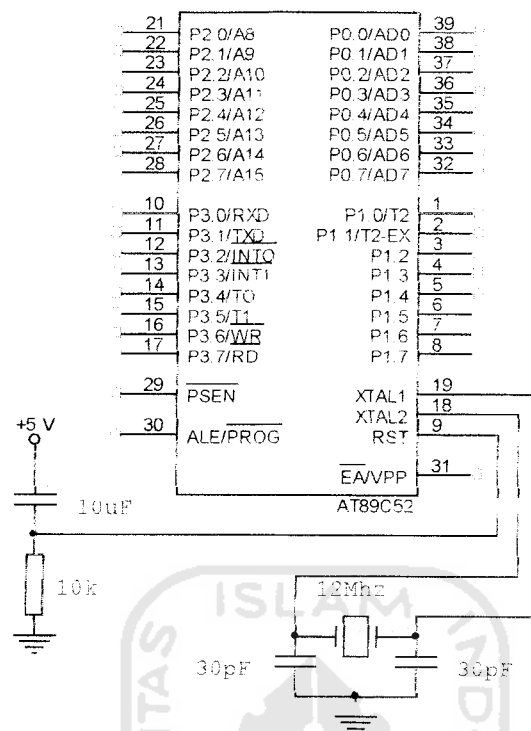 21 P2.0/A8 P0.0/AD0 39
22 P2.1/A9 P0.1/AD1 38
23 P2.2/A10 P0.2/AD2 37
24 P2.3/A11 P0.3/AD3 36
25 P2.4/A12 P0.4/AD4 35
26 P2.5/A13 P0.5/AD5 34
27 P2.6/A14 P0.6/AD6 33
28 P2.7/A15 P0.7/AD7 32
10 P3.0/RXD P1.0/T2 1
11 P3.1/TXD P1.1/T2-EX 2
12 P3.2/INT0 P1.2 3
13 P3.3/INT1 P1.3 4
14 P3.4/TO P1.4 5
15 P3.5/T1 P1.5 6
16 P3.6/WR P1.6 7
17 P3.7/RD P1.7 8
29 PSEN XTAL1 19
XTAL2 18
+5 V 30 ALE/PROG RST 9
EA/VPP 31
10uF AT89C52
10k 12Mhz
ISLAM
30pF 30pF